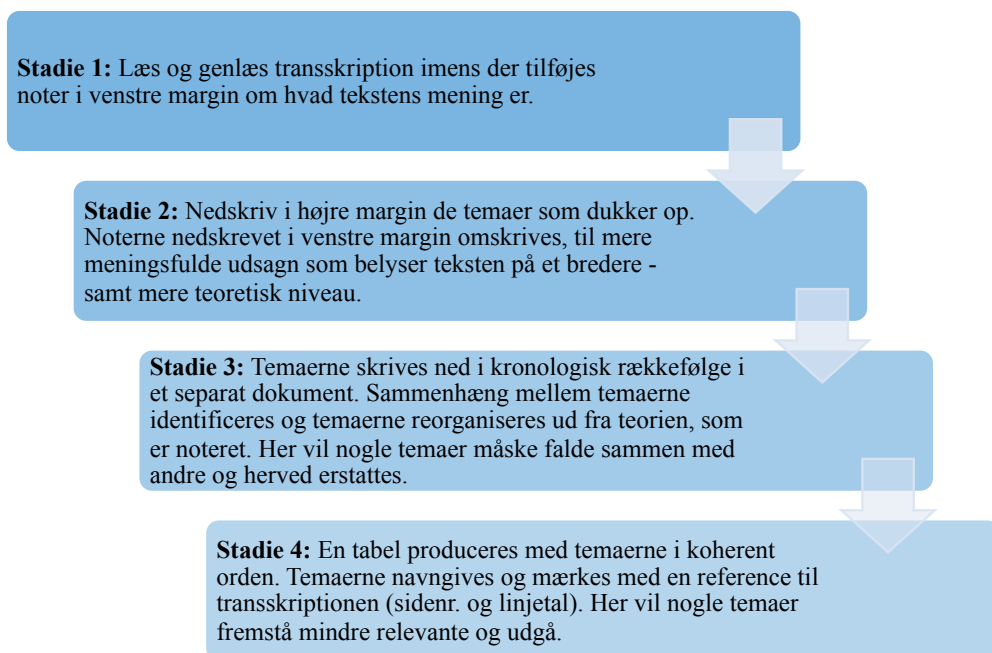 Stadie 1: Læs og genlæs transskription imens der tilføjes
noter i venstre margin om hvad tekstens mening er.
Stadie 2: Nedskriv i højre margin de temaer som dukker op.
Noterne nedskrevet i venstre margin omskrives, til mere
meningsfulde udsagn som belyser teksten på et bredere -
samt mere teoretisk niveau.
Stadie 3: Temaerne skrives ned i kronologisk rækkefølge i
et separat dokument. Sammenhæng mellem temaerne
identificeres og temaerne reorganiseres ud fra teorien, som
er noteret. Her vil nogle temaer måske falde sammen med
andre og herved erstattes.
Stadie 4: En tabel produceres med temaerne i koherent
orden. Temaerne navngives og mærkes med en reference til
transskriptionen (sidenr. og linjetal). Her vil nogle temaer
fremstå mindre relevante og udgå.